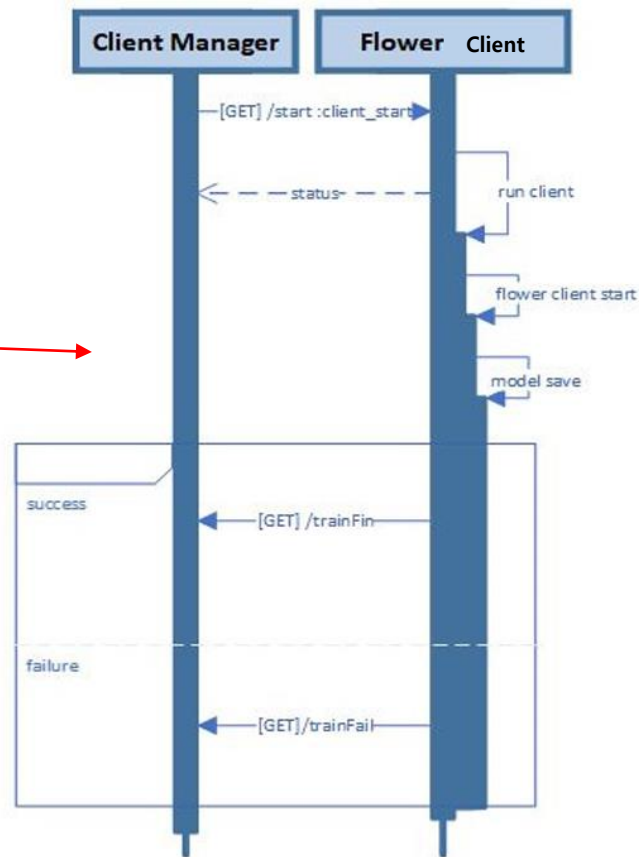 Client Manager
Flower Client
[GET] /start :client_start
status
run client
flower client start
model save
success
[GET] /trainFin
failure
[GET]/trainFail